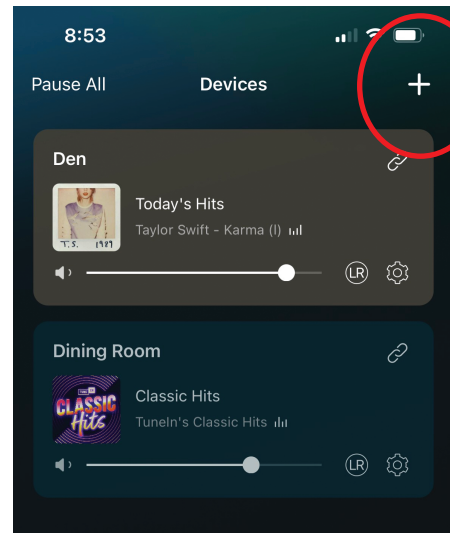 8:53
Pause All
Devices
Den
T.S. 1989
Today's Hits
Taylor Swift - Karma (I)
LR
Dining Room
CLASSIC
Hits
Classic Hits
TuneIn's Classic Hits
LR